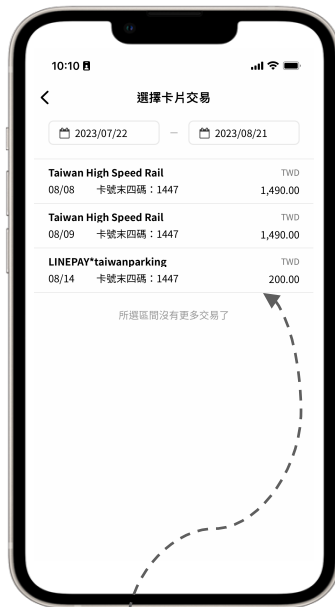 10:10
選擇卡片交易
2023/07/22 — 2023/08/21
Taiwan High Speed Rail TWD
08/08 卡號末四碼：1447 1,490.00
Taiwan High Speed Rail TWD
08/09 卡號末四碼：1447 1,490.00
LINEPAY*taiwanparking TWD
08/14 卡號末四碼：1447 200.00
所選區間沒有更多交易了